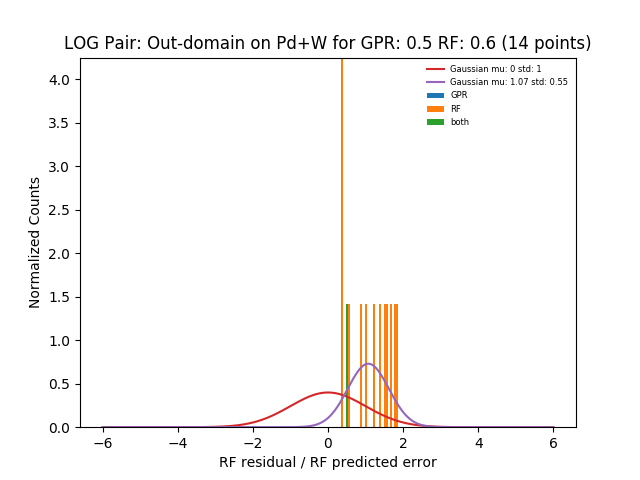 LOG Pair: Out-domain on Pd+W for GPR: 0.5 RF: 0.6 (14 points)
Gaussian mu: 0 std: 1
Gaussian mu: 1.07 std: 0.55
GPR
RF
both
Normalized Counts
4.0
3.5
3.0
2.5
2.0
1.5
1.0
0.5
0.0
−6 −4 −2 0 2 4 6
RF residual / RF predicted error